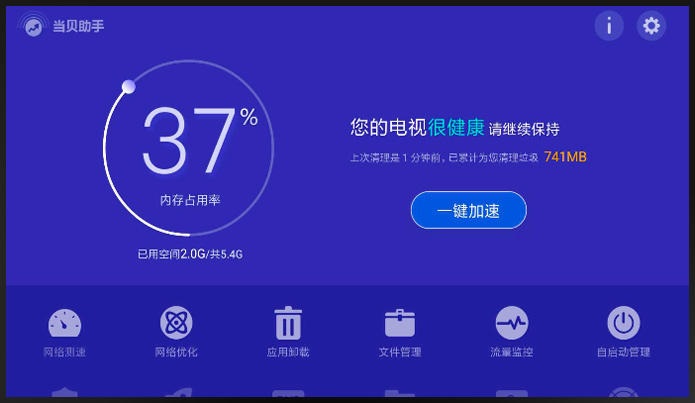 当贝助手
37%
内存占用率
已用空间2.0G/共5.4G
您的电视很健康 请继续保持
上次清理是1分钟前，已累计为您清理垃圾 741MB
一键加速
网络测速
网络优化
应用卸载
文件管理
流量监控
自启动管理